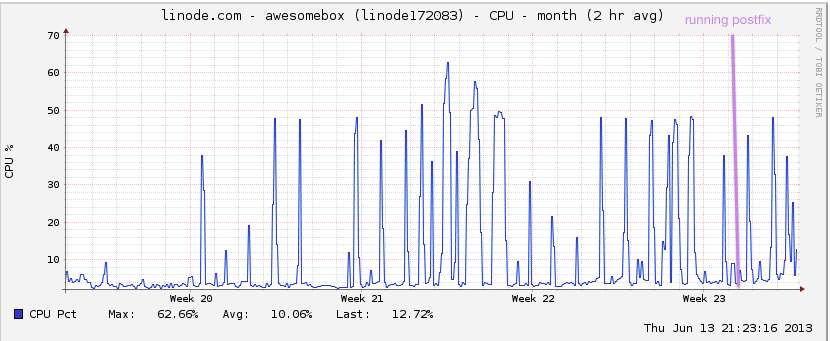 linode.com - awesomebox (linode172083) - CPU - month (2 hr avg)
running postfix
RRDTOOL / TOBI OETIKER
CPU %
70
60
50
40
30
20
10
Week 20 Week 21 Week 22 Week 23
CPU Pct Max: 62.66% Avg: 10.06% Last: 12.72%
Thu Jun 13 21:23:16 2013